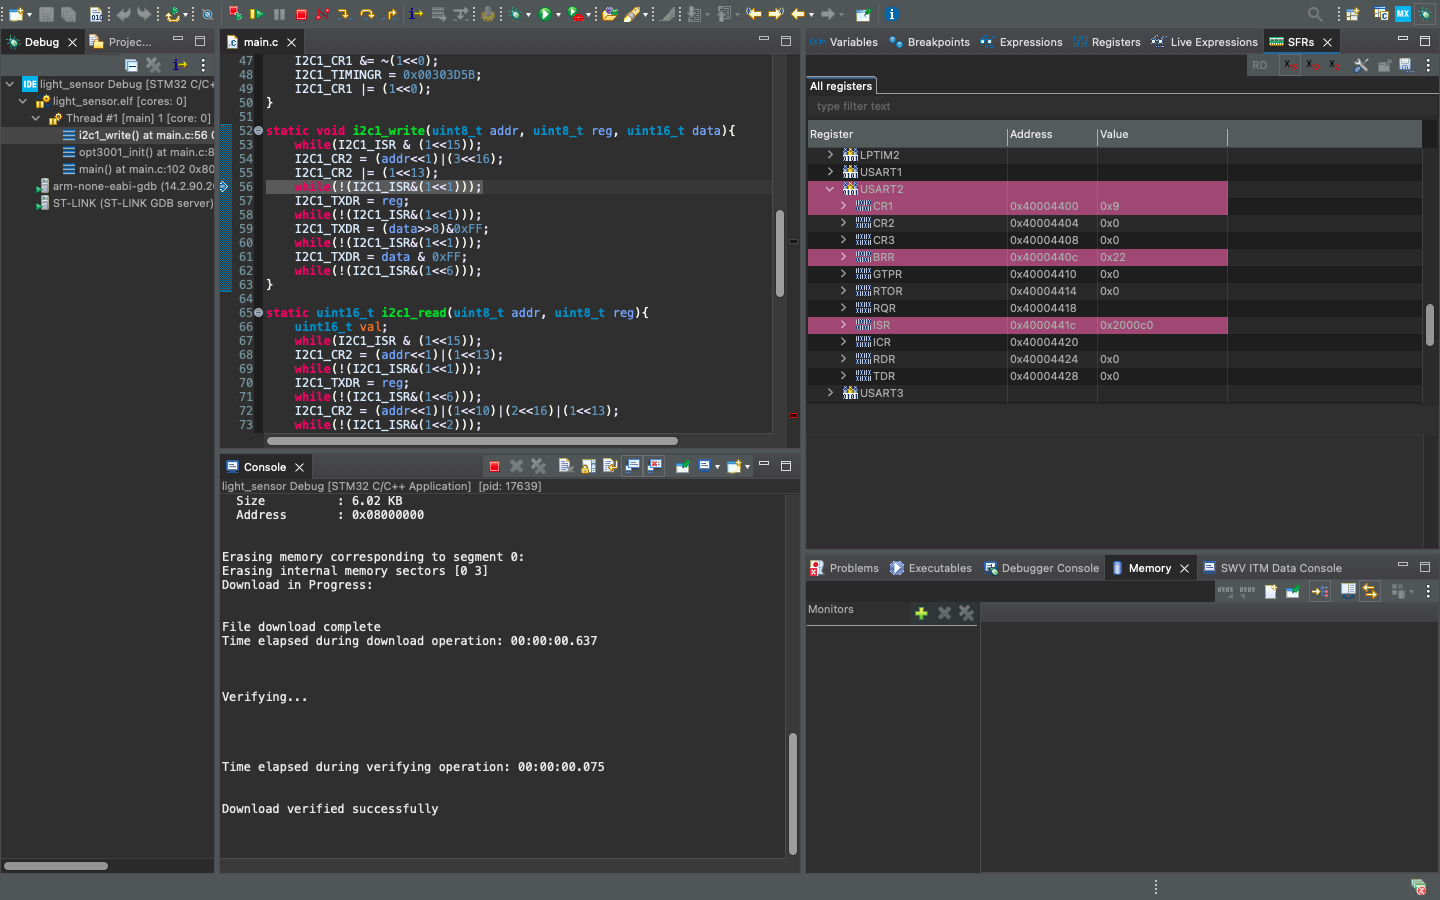 Debug
Projec...
light_sensor Debug [STM32 C/C+
light_sensor.elf [cores: 0]
Thread #1 [main] 1 [core: 0]
i2c1_write() at main.c:56 0
opt3001_init() at main.c:8
main() at main.c:102 0x80
arm-none-eabi-gdb (14.2.90.20
ST-LINK (ST-LINK GDB server)
main.c
47 I2C1_CR1 &= ~(1<<0);
48 I2C1_TIMINGR = 0x00303D5B;
49 I2C1_CR1 |= (1<<0);
50 }
51
52 static void i2c1_write(uint8_t addr, uint8_t reg, uint16_t data){
53 while(I2C1_ISR & (1<<15));
54 I2C1_CR2 = (addr<<1)|(3<<16);
55 I2C1_CR2 |= (1<<13);
56 while(!(I2C1_ISR&(1<<1)));
57 I2C1_TXDR = reg;
58 while(!(I2C1_ISR&(1<<1)));
59 I2C1_TXDR = (data>>8)&0xFF;
60 while(!(I2C1_ISR&(1<<1)));
61 I2C1_TXDR = data & 0xFF;
62 while(!(I2C1_ISR&(1<<6)));
63 }
64
65 static uint16_t i2c1_read(uint8_t addr, uint8_t reg){
66 uint16_t val;
67 while(I2C1_ISR & (1<<15));
68 I2C1_CR2 = (addr<<1)|(1<<13);
69 while(!(I2C1_ISR&(1<<1)));
70 I2C1_TXDR = reg;
71 while(!(I2C1_ISR&(1<<6)));
72 I2C1_CR2 = (addr<<1)|(1<<10)|(2<<16)|(1<<13);
73 while(!(I2C1_ISR&(1<<2)));
Console
light_sensor Debug [STM32 C/C++ Application] [pid: 17639]
Size : 6.02 KB
Address : 0x08000000
Erasing memory corresponding to segment 0:
Erasing internal memory sectors [0 3]
Download in Progress:
File download complete
Time elapsed during download operation: 00:00:00.637
Verifying...
Time elapsed during verifying operation: 00:00:00.075
Download verified successfully
Variables
Breakpoints
Expressions
Registers
Live Expressions
SFRs
RD
All registers
type filter text
Register Address Value
LPTIM2
USART1
USART2
CR1 0x40004400 0x9
CR2 0x40004404 0x0
CR3 0x40004408 0x0
BRR 0x4000440c 0x22
GTPR 0x40004410 0x0
RTOR 0x40004414 0x0
RQR 0x40004418
ISR 0x4000441c 0x2000c0
ICR 0x40004420
RDR 0x40004424 0x0
TDR 0x40004428 0x0
USART3
Problems
Executables
Debugger Console
Memory
SWV ITM Data Console
Monitors
MX
IDE